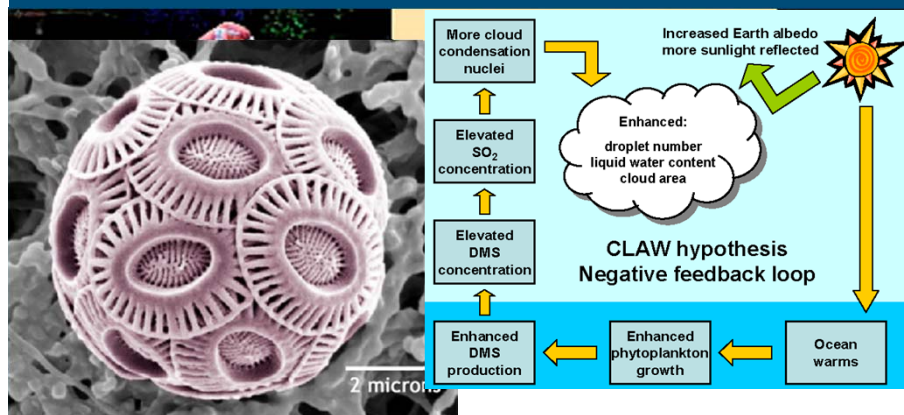 More cloud
condensation
nuclei
Increased Earth albedo
more sunlight reflected
Enhanced:
droplet number
liquid water content
cloud area
Elevated
SO₂
concentration
Elevated
DMS
concentration
CLAW hypothesis
Negative feedback loop
Enhanced
DMS
production
Enhanced
phytoplankton
growth
Ocean
warms
2 microns